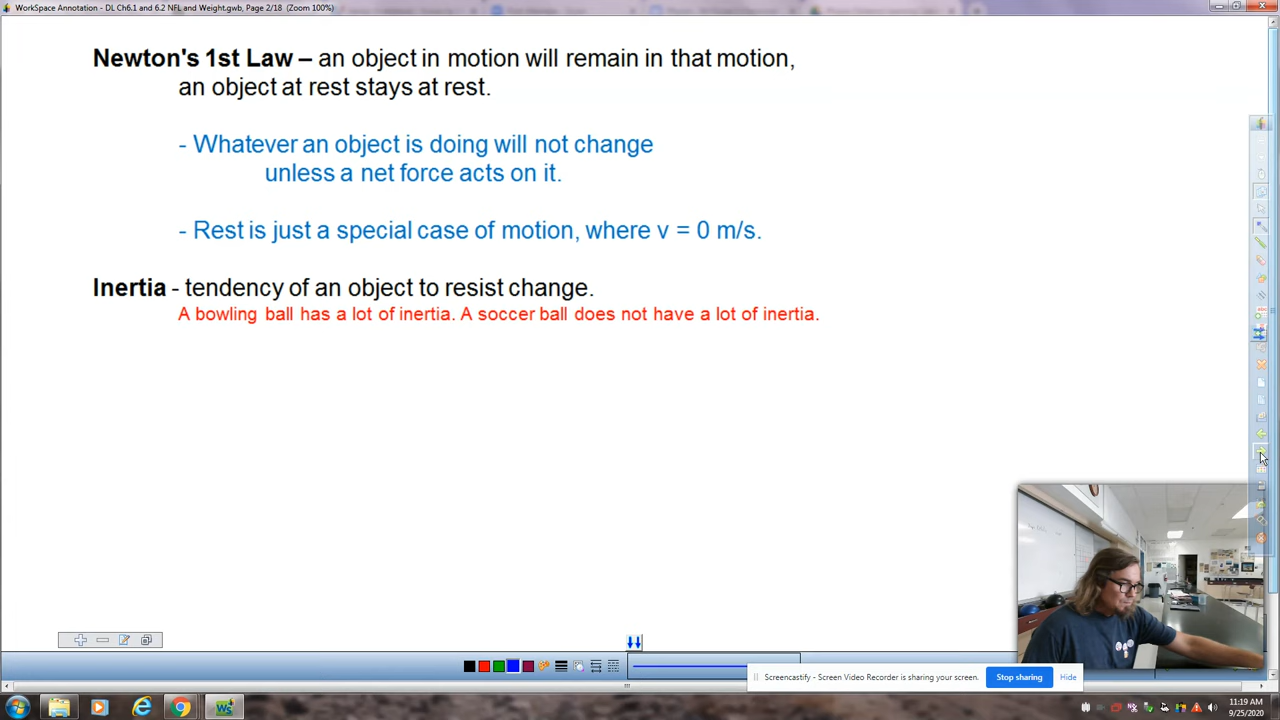 WorkSpace Annotation - DL Ch6.1 and 6.2 NFL and Weight.gwb, Page 2/18 (Zoom 100%)
Newton's 1st Law – an object in motion will remain in that motion,
an object at rest stays at rest.
- Whatever an object is doing will not change
unless a net force acts on it.
- Rest is just a special case of motion, where v = 0 m/s.
Inertia - tendency of an object to resist change.
A bowling ball has a lot of inertia. A soccer ball does not have a lot of inertia.
Screencastify - Screen Video Recorder is sharing your screen.
Stop sharing
Hide
11:19 AM
9/25/2020